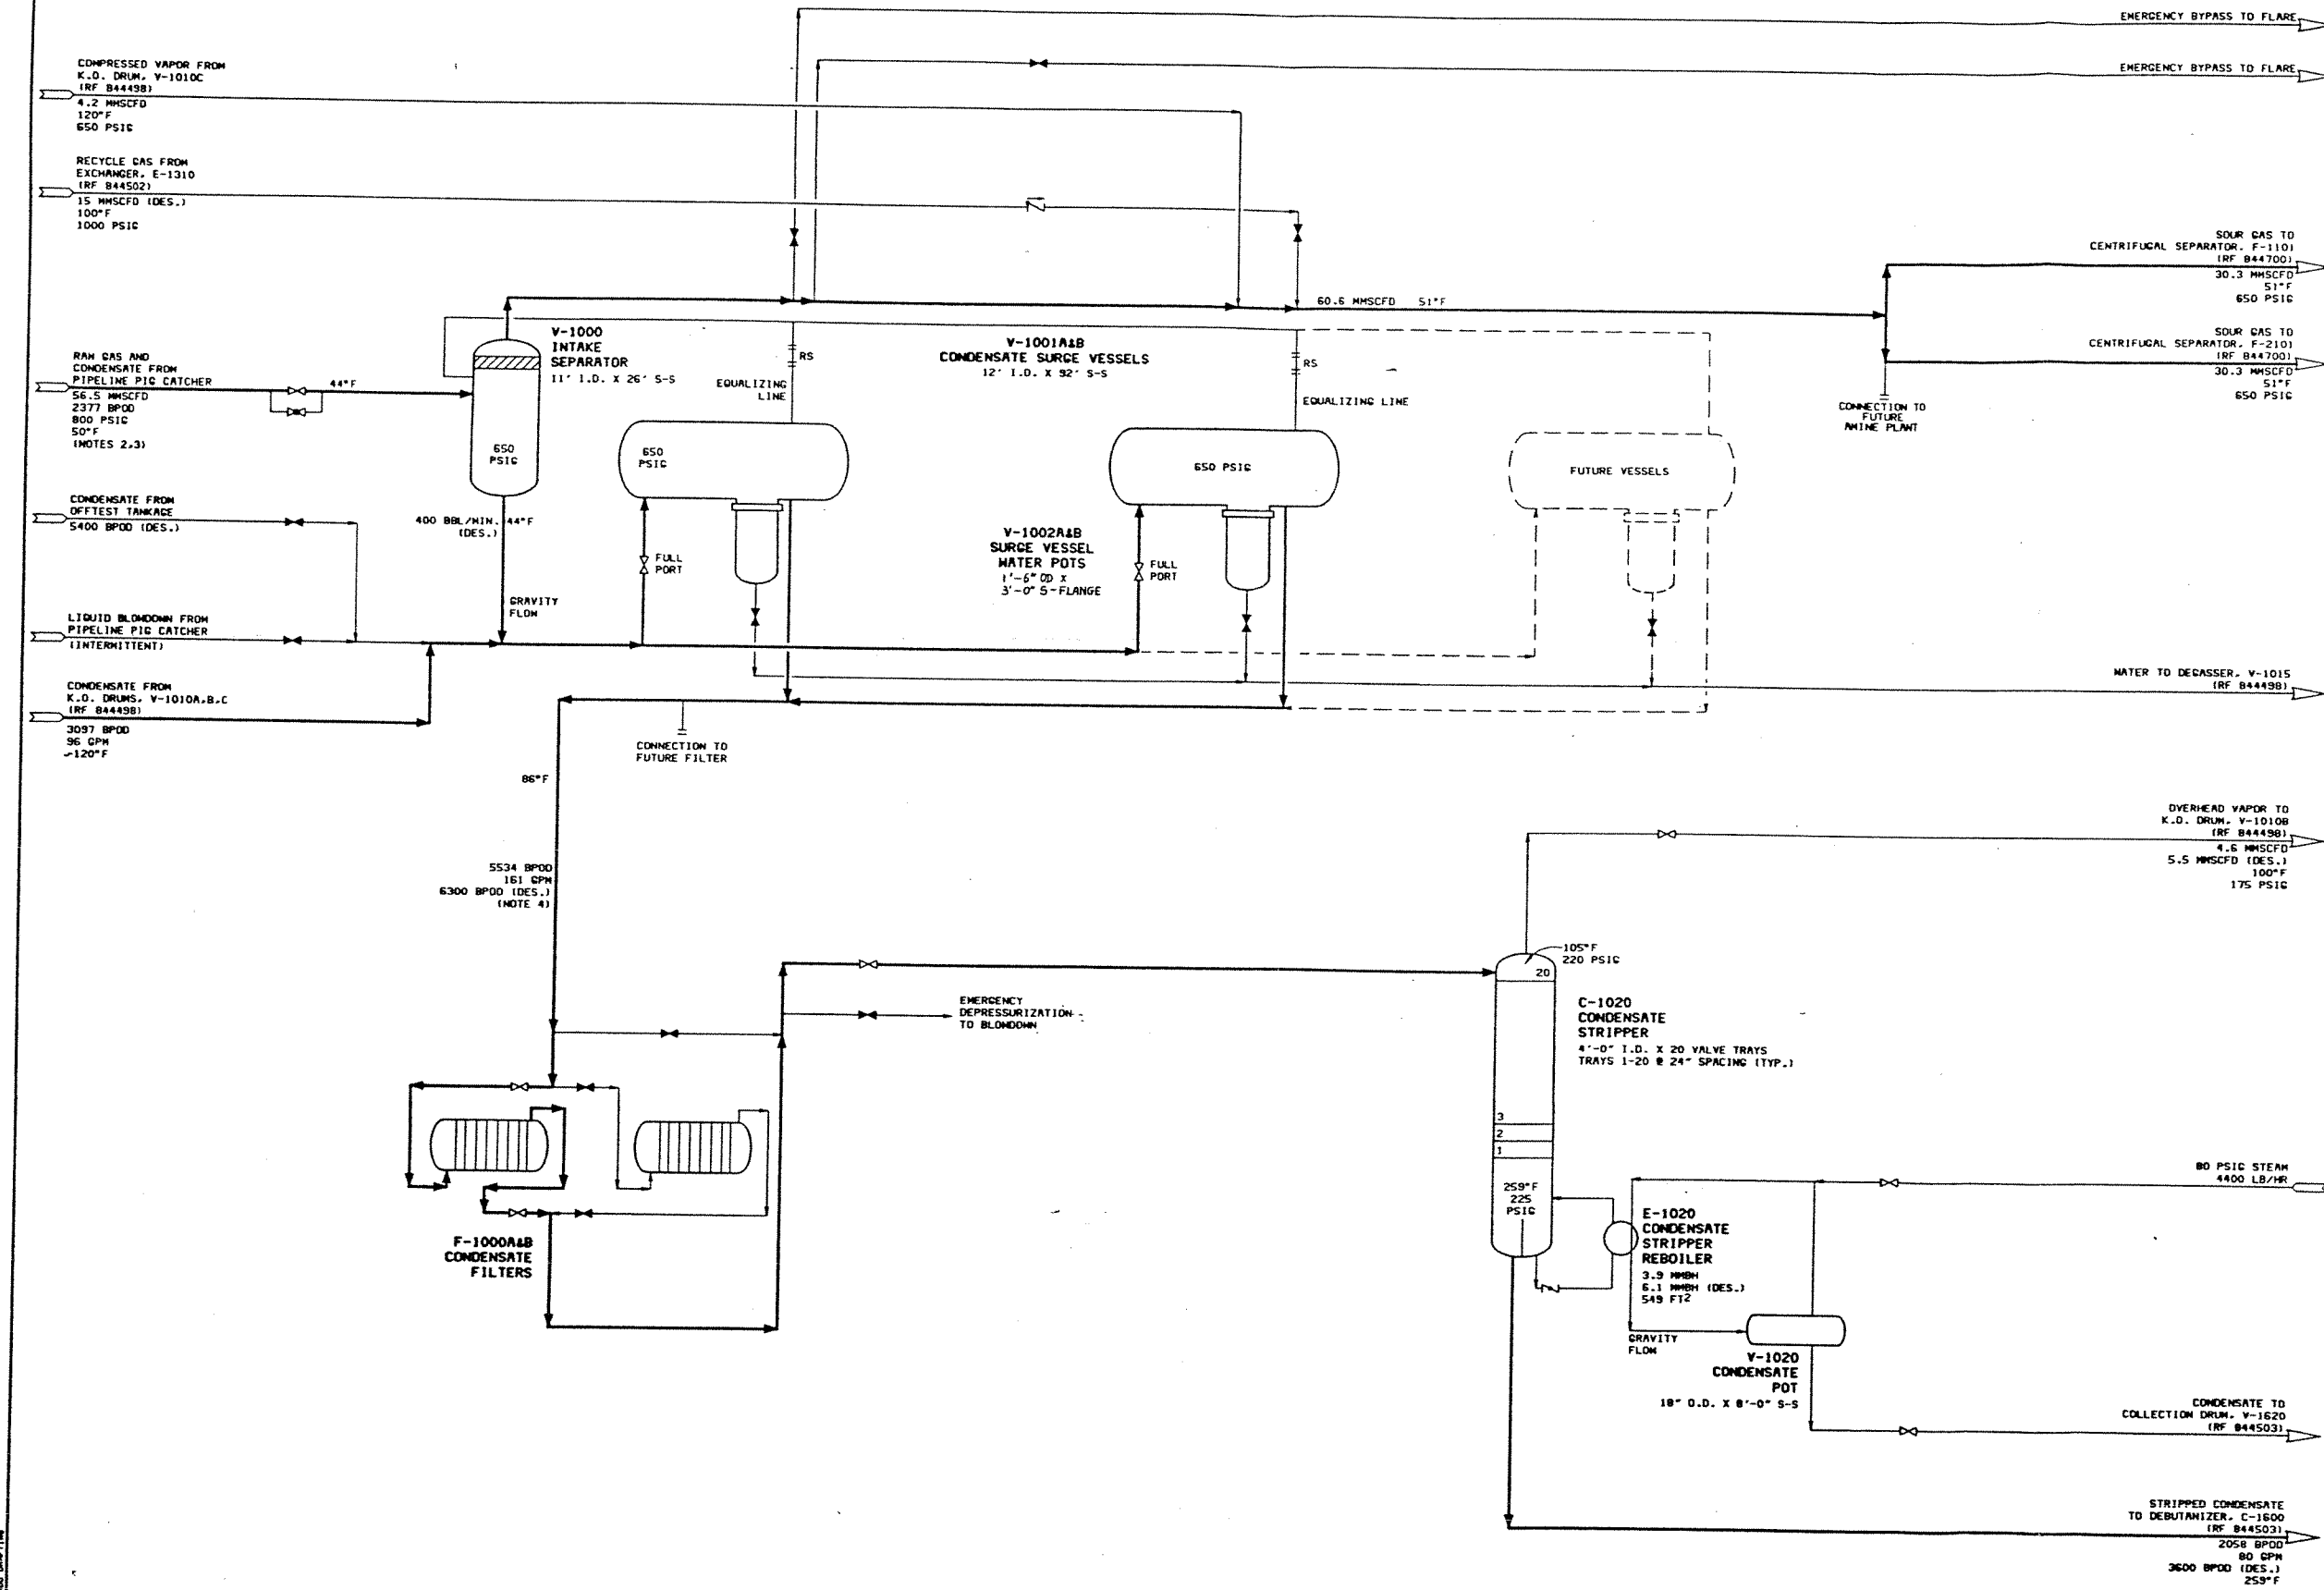 EMERGENCY BYPASS TO FLARE
EMERGENCY BYPASS TO FLARE
COMPRESSED VAPOR FROM
K.O. DRUM, V-1010C
(RF 844498)
4.2 MMSCFD
120°F
650 PSIG
RECYCLE GAS FROM
EXCHANGER, E-1310
(RF 844502)
15 MMSCFD (DES.)
100°F
1000 PSIG
SOUR GAS TO
CENTRIFUGAL SEPARATOR, F-1101
(RF 844700)
30.3 MMSCFD
51°F
650 PSIG
60.6 MMSCFD 51°F
SOUR GAS TO
CENTRIFUGAL SEPARATOR, F-2101
(RF 844700)
30.3 MMSCFD
51°F
650 PSIG
CONNECTION TO
FUTURE
AMINE PLANT
RAW GAS AND
CONDENSATE FROM
PIPELINE PIG CATCHER
56.5 MMSCFD
2377 BPOD
800 PSIG
50°F
(NOTES 2,3)
44°F
V-1000
INTAKE
SEPARATOR
11' I.D. X 26' S-S
650
PSIG
RS
EQUALIZING
LINE
V-1001A&B
CONDENSATE SURGE VESSELS
12' I.D. X 92' S-S
RS
EQUALIZING LINE
650
PSIG
650 PSIG
FUTURE VESSELS
CONDENSATE FROM
OFFTEST TANKAGE
5400 BPOD (DES.)
400 BBL/MIN. 44°F
(DES.)
GRAVITY
FLOW
FULL
PORT
V-1002A&B
SURGE VESSEL
WATER POTS
1'-6" OD X
3'-0" S-FLANGE
FULL
PORT
LIQUID BLOWDOWN FROM
PIPELINE PIG CATCHER
(INTERMITTENT)
CONDENSATE FROM
K.O. DRUMS, V-1010A,B,C
(RF 844498)
3097 BPOD
96 GPM
~120°F
WATER TO DEGASSER, V-1015
(RF 844498)
CONNECTION TO
FUTURE FILTER
86°F
5534 BPOD
161 GPM
6300 BPOD (DES.)
(NOTE 4)
OVERHEAD VAPOR TO
K.O. DRUM, V-1010B
(RF 844498)
4.6 MMSCFD
5.5 MMSCFD (DES.)
100°F
175 PSIG
EMERGENCY
DEPRESSURIZATION
TO BLOWDOWN
105°F
220 PSIG
20
C-1020
CONDENSATE
STRIPPER
4'-0" I.D. X 20 VALVE TRAYS
TRAYS 1-20 @ 24" SPACING (TYP.)
3
2
1
259°F
225
PSIG
F-1000A&B
CONDENSATE
FILTERS
80 PSIG STEAM
4400 LB/HR
E-1020
CONDENSATE
STRIPPER
REBOILER
3.9 MMBH
6.1 MMBH (DES.)
549 FT2
GRAVITY
FLOW
V-1020
CONDENSATE
POT
18" O.D. X 8'-0" S-S
CONDENSATE TO
COLLECTION DRUM, V-1620
(RF 844503)
STRIPPED CONDENSATE
TO DEBUTANIZER, C-1600
(RF 844503)
2058 BPOD
80 GPM
3600 BPOD (DES.)
259°F